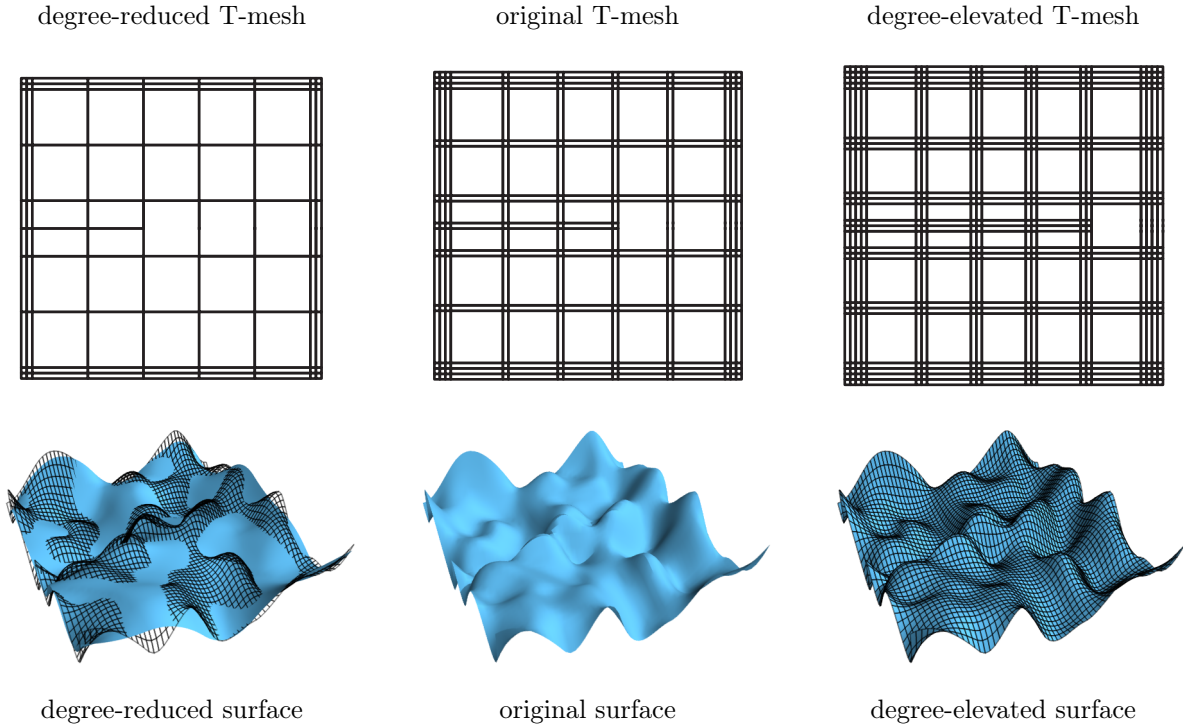 degree-reduced T-mesh
original T-mesh
degree-elevated T-mesh
degree-reduced surface
original surface
degree-elevated surface